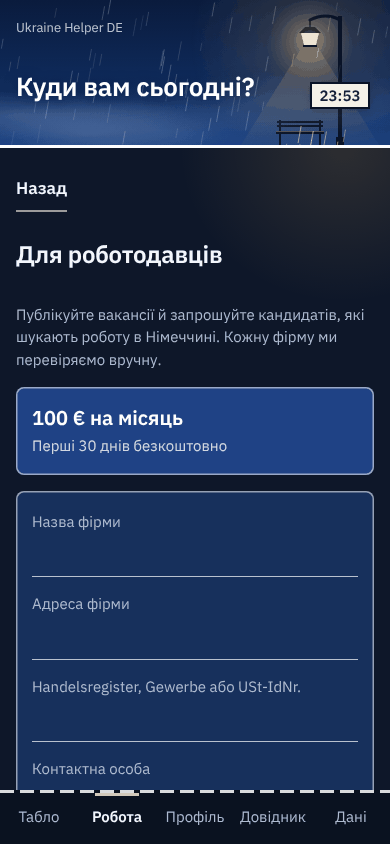 Ukraine Helper DE
Куди вам сьогодні?
23:53
Назад
Для роботодавців
Публікуйте вакансії й запрошуйте кандидатів, які
шукають роботу в Німеччині. Кожну фірму ми
перевіряємо вручну.
100 € на місяць
Перші 30 днів безкоштовно
Назва фірми
Адреса фірми
Handelsregister, Gewerbe або USt-IdNr.
Контактна особа
Табло Робота Профіль Довідник Дані